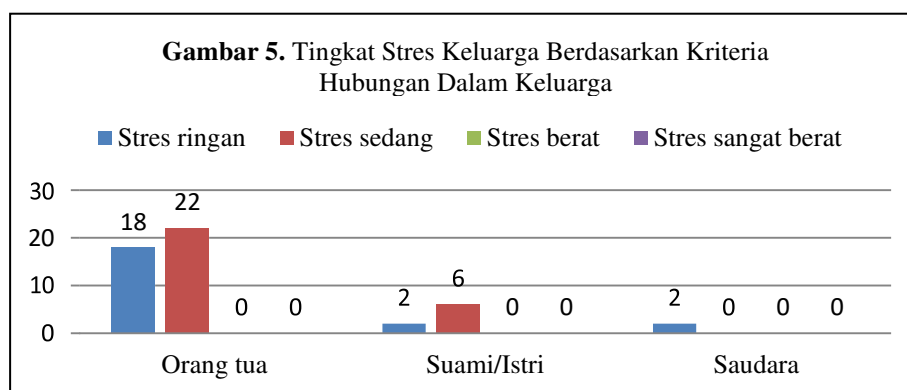 Gambar 5. Tingkat Stres Keluarga Berdasarkan Kriteria
Hubungan Dalam Keluarga
Stres ringan Stres sedang Stres berat Stres sangat berat
30
20
10
0
18 22 0 0
2 6 0 0
2 0 0 0
Orang tua Suami/Istri Saudara